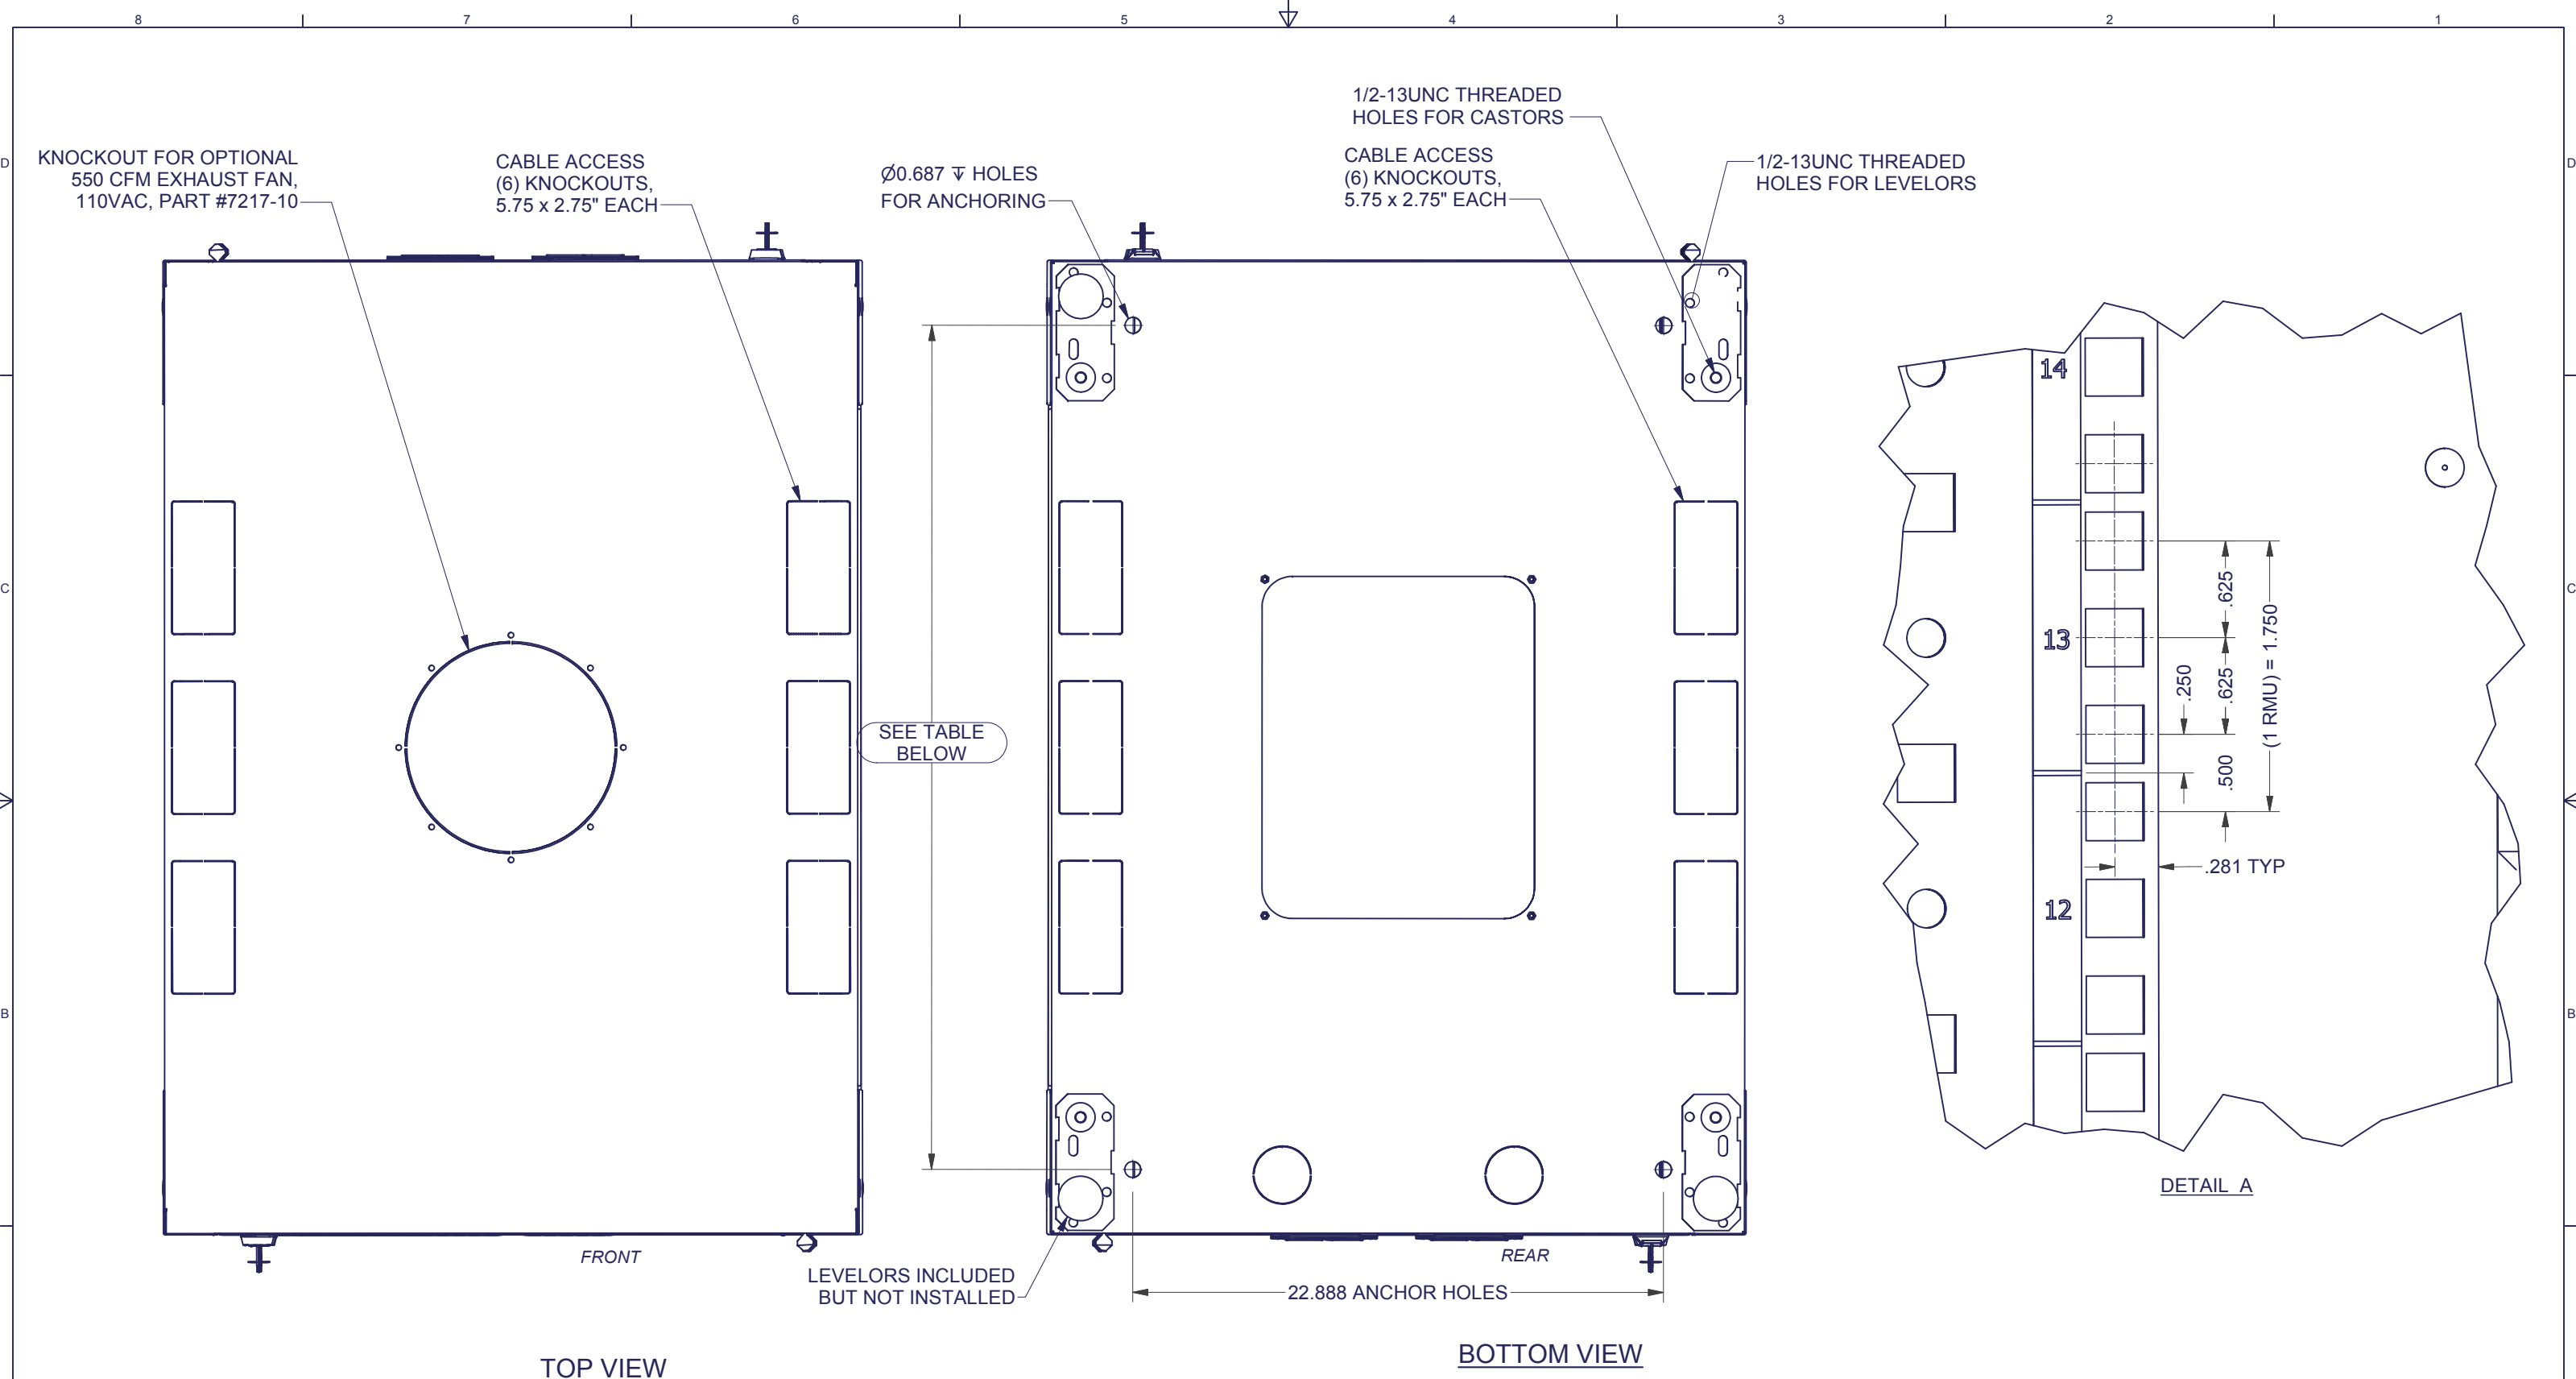 8 7 6 5 4 3 2 1
D
D
C
C
B
B
KNOCKOUT FOR OPTIONAL
550 CFM EXHAUST FAN,
110VAC, PART #7217-10
CABLE ACCESS
(6) KNOCKOUTS,
5.75 x 2.75" EACH
Ø0.687 ↧ HOLES
FOR ANCHORING
1/2-13UNC THREADED
HOLES FOR CASTORS
CABLE ACCESS
(6) KNOCKOUTS,
5.75 x 2.75" EACH
1/2-13UNC THREADED
HOLES FOR LEVELORS
SEE TABLE
BELOW
14
13
12
.625
.625
.250
.500
(1 RMU) = 1.750
.281 TYP
DETAIL A
FRONT
REAR
LEVELORS INCLUDED
BUT NOT INSTALLED
22.888 ANCHOR HOLES
TOP VIEW
BOTTOM VIEW